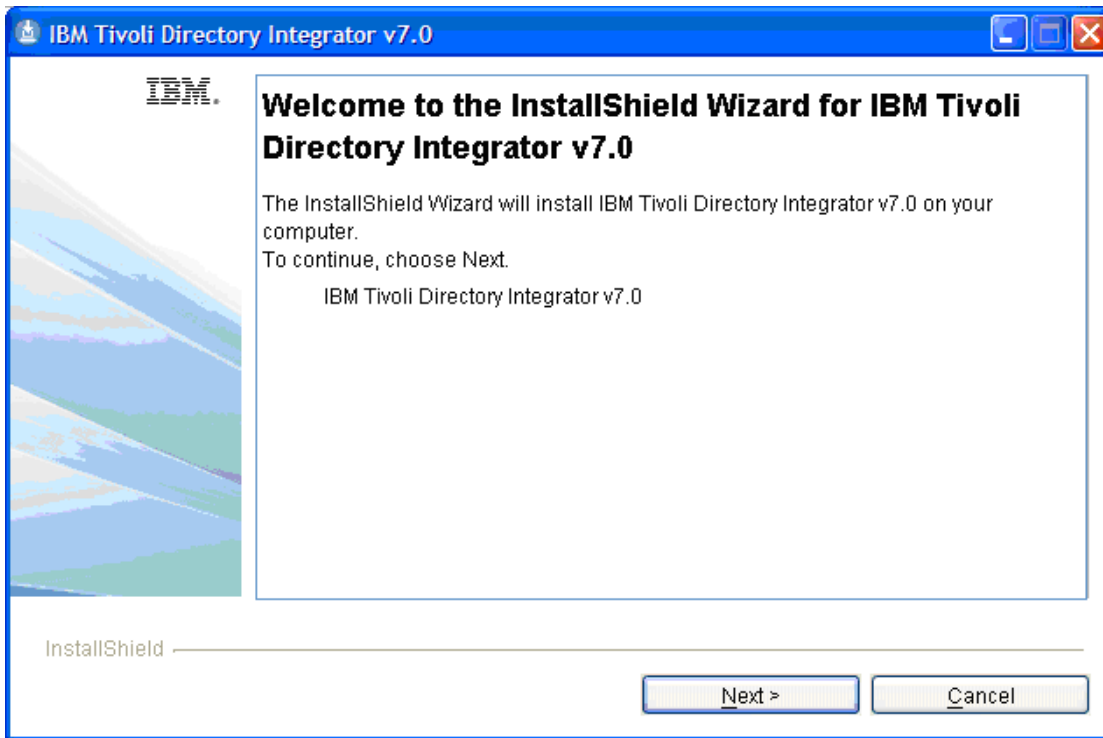 IBM Tivoli Directory Integrator v7.0
IBM.
Welcome to the InstallShield Wizard for IBM Tivoli
Directory Integrator v7.0
The InstallShield Wizard will install IBM Tivoli Directory Integrator v7.0 on your
computer.
To continue, choose Next.
IBM Tivoli Directory Integrator v7.0
InstallShield
Next >
Cancel